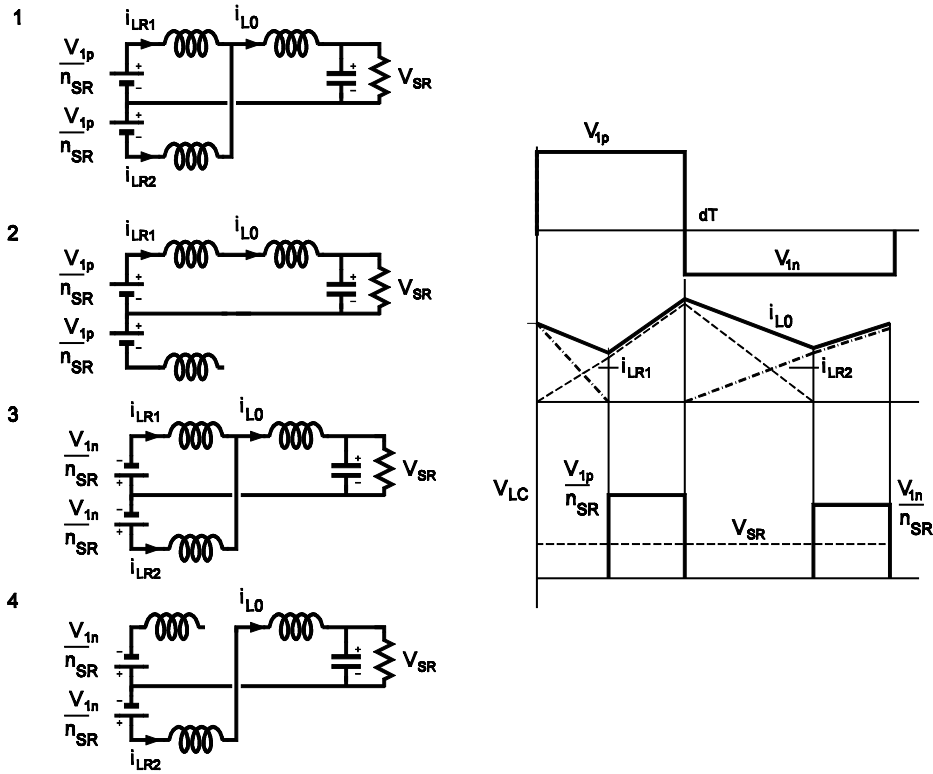 1
iLR1
iL0
V1p
nSR
+
−
V1p
nSR
+
−
+
−
VSR
iLR2
2
iLR1
iL0
V1p
nSR
+
−
V1p
nSR
+
−
+
−
VSR
3
iLR1
iL0
V1n
nSR
−
+
V1n
nSR
−
+
+
−
VSR
iLR2
4
iL0
V1n
nSR
−
+
V1n
nSR
−
+
+
−
VSR
iLR2
V1p
dT
V1n
iL0
iLR1
iLR2
VLC
V1p
nSR
VSR
V1n
nSR